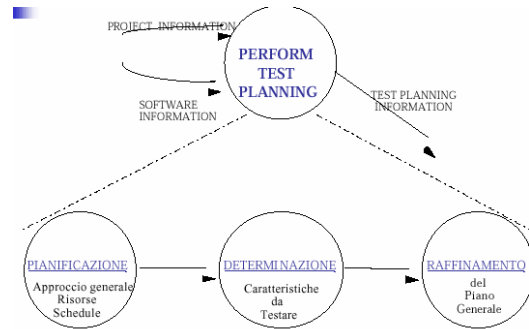 PROJECT INFORMATION
PERFORM
TEST
PLANNING
SOFTWARE
INFORMATION
TEST PLANNING
INFORMATION
PIANIFICAZIONE
Approccio generale
Risorse
Schedule
DETERMINAZIONE
Caratteristiche
da
Testare
RAFFINAMENTO
del
Piano
Generale